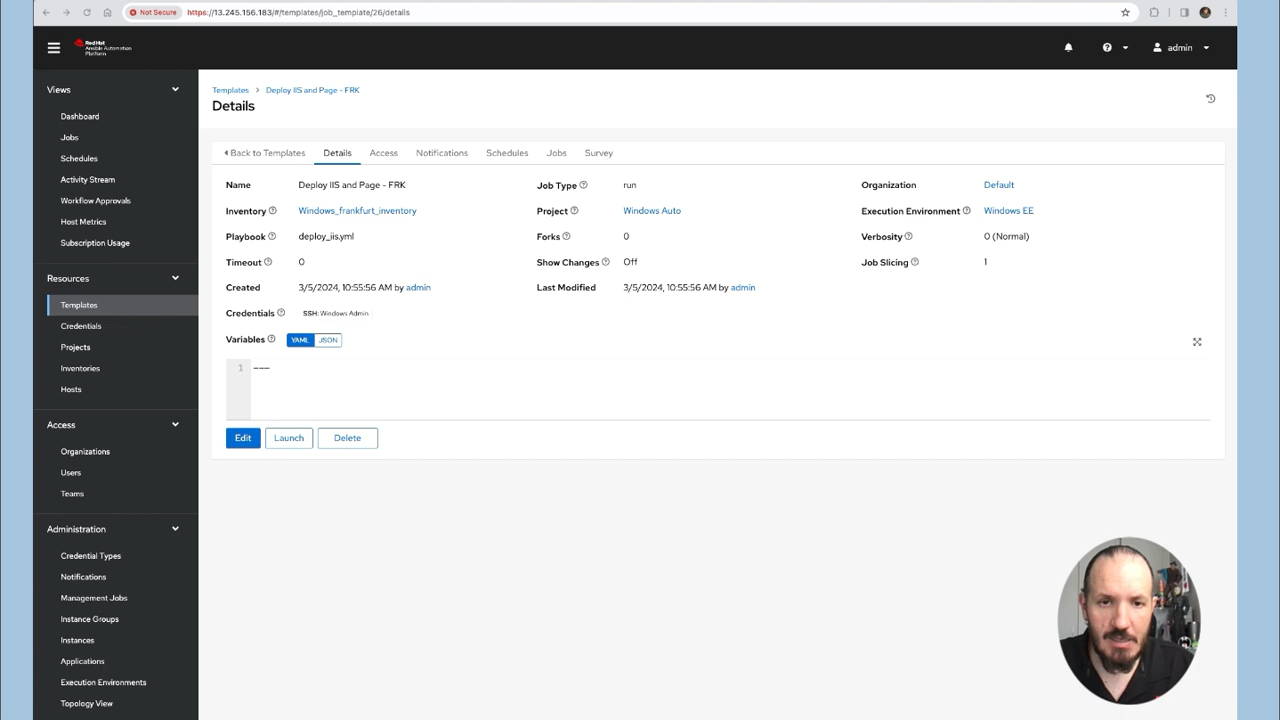 Not Secure https://13.245.156.183/#/templates/job_template/26/details
Red Hat
Ansible Automation
Platform
admin
Views
Dashboard
Jobs
Schedules
Activity Stream
Workflow Approvals
Host Metrics
Subscription Usage
Resources
Templates
Credentials
Projects
Inventories
Hosts
Access
Organizations
Users
Teams
Administration
Credential Types
Notifications
Management Jobs
Instance Groups
Instances
Applications
Execution Environments
Topology View
Templates > Deploy IIS and Page - FRK
Details
Back to Templates Details Access Notifications Schedules Jobs Survey
Name Deploy IIS and Page - FRK Job Type run Organization Default
Inventory Windows_frankfurt_inventory Project Windows Auto Execution Environment Windows EE
Playbook deploy_iis.yml Forks 0 Verbosity 0 (Normal)
Timeout 0 Show Changes Off Job Slicing 1
Created 3/5/2024, 10:55:56 AM by admin Last Modified 3/5/2024, 10:55:56 AM by admin
Credentials SSH: Windows Admin
Variables YAML JSON
1 ---
Edit Launch Delete